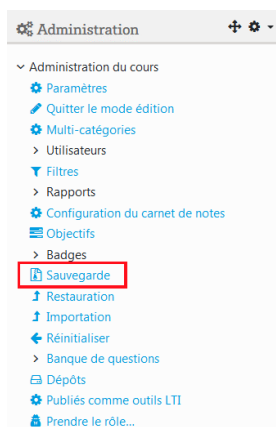 Administration
Administration du cours
Paramètres
Quitter le mode édition
Multi-catégories
Utilisateurs
Filtres
Rapports
Configuration du carnet de notes
Objectifs
Badges
Sauvegarde
Restauration
Importation
Réinitialiser
Banque de questions
Dépôts
Publiés comme outils LTI
Prendre le rôle...